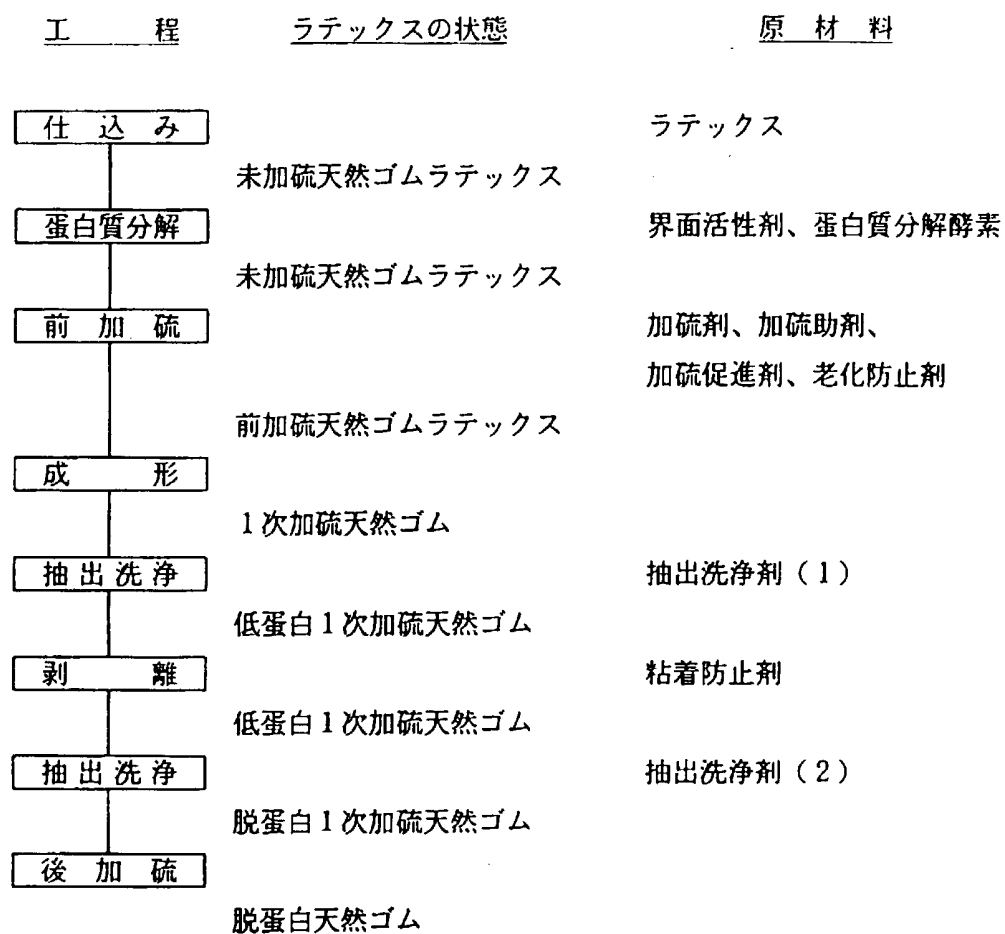 工程 ラテックスの状態 原材料
仕込み ラテックス
未加硫天然ゴムラテックス
蛋白質分解 界面活性剤、蛋白質分解酵素
未加硫天然ゴムラテックス
前加硫 加硫剤、加硫助剤、
加硫促進剤、老化防止剤
前加硫天然ゴムラテックス
成形
1次加硫天然ゴム
抽出洗浄 抽出洗浄剤(1)
低蛋白1次加硫天然ゴム
剥離 粘着防止剤
低蛋白1次加硫天然ゴム
抽出洗浄 抽出洗浄剤(2)
脱蛋白1次加硫天然ゴム
後加硫
脱蛋白天然ゴム